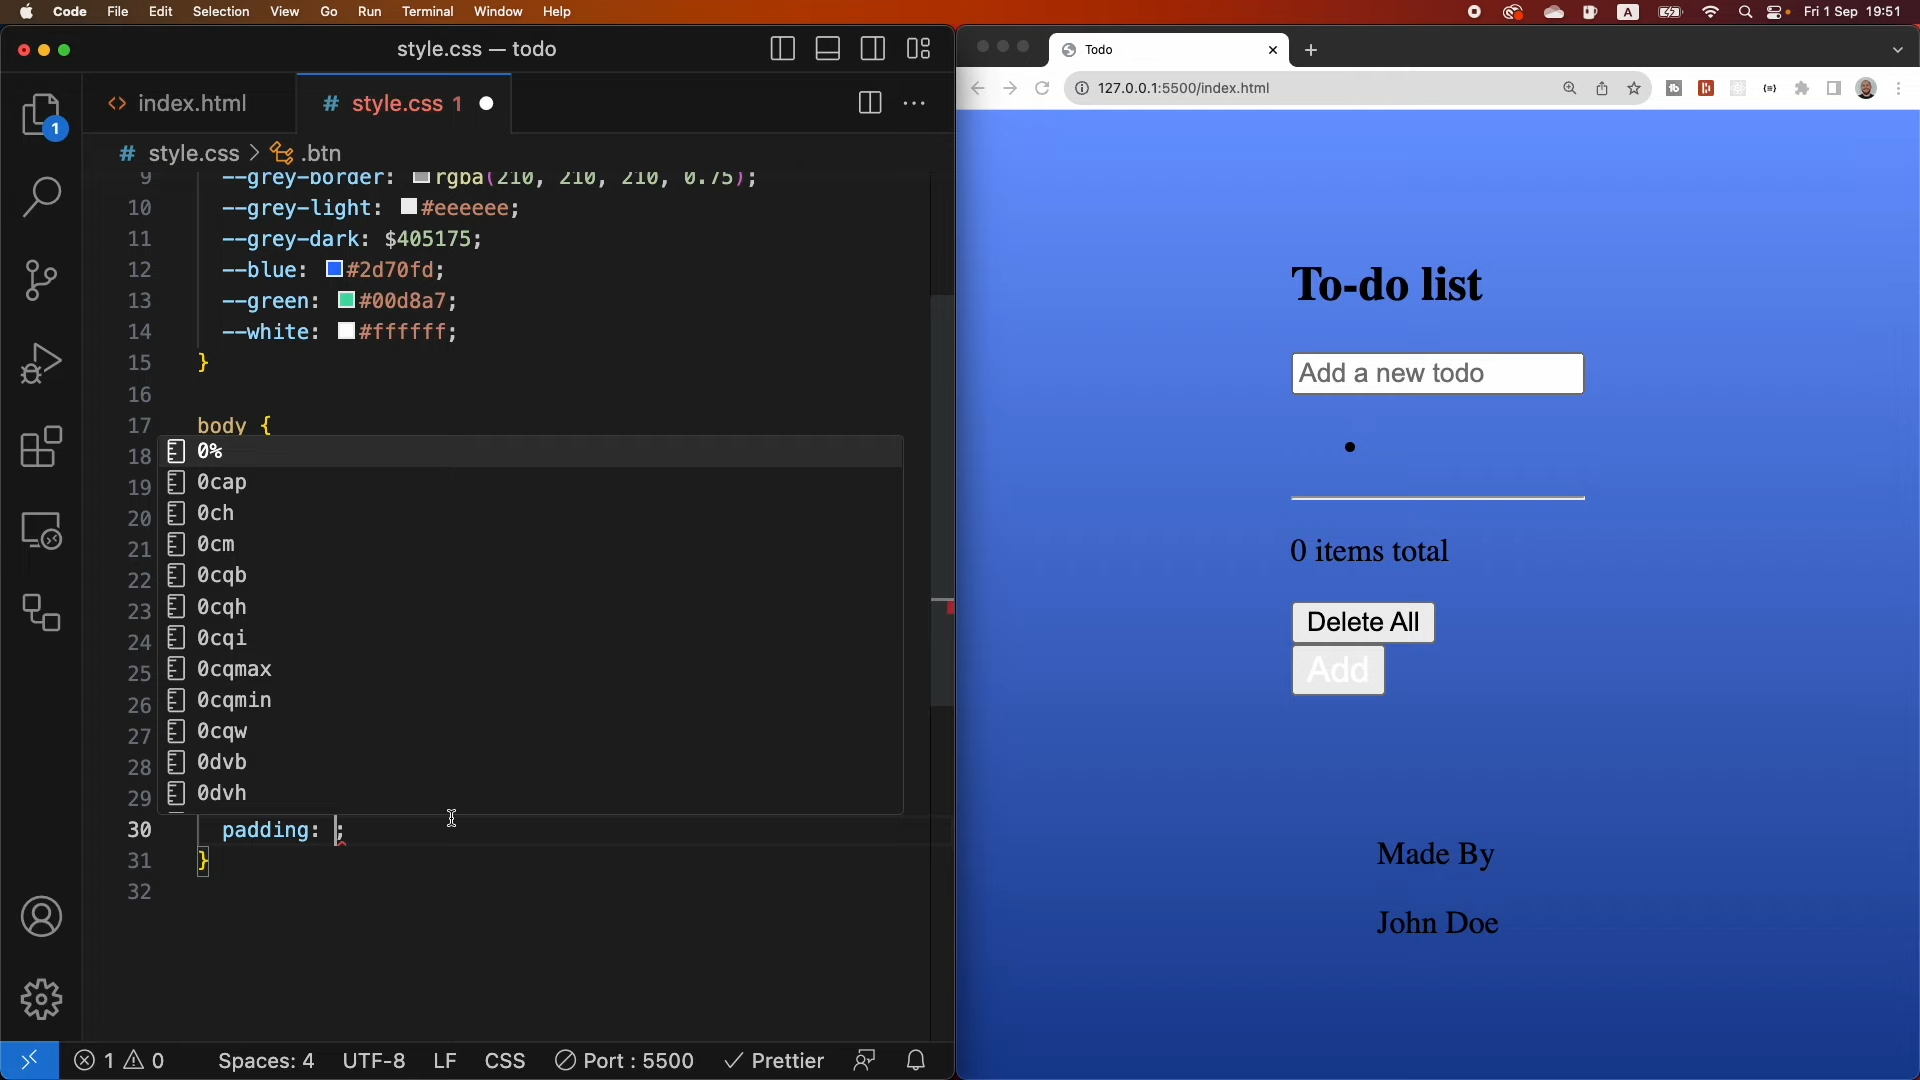 Code File Edit Selection View Go Run Terminal Window Help
A
Fri 1 Sep 19:51
style.css — todo
<> index.html
# style.css 1
# style.css > .btn
1
9 --grey-border: rgba(210, 210, 210, 0.75);
10 --grey-light: #eeeeee;
11 --grey-dark: $405175;
12 --blue: #2d70fd;
13 --green: #00d8a7;
14 --white: #ffffff;
15 }
16
17 body {
18 0%
19 0cap
20 0ch
21 0cm
22 0cqb
23 0cqh
24 0cqi
25 0cqmax
26 0cqmin
27 0cqw
28 0dvb
29 0dvh
30 padding: ;
31 }
32
1 0 Spaces: 4 UTF-8 LF CSS Port : 5500 Prettier
Todo
127.0.0.1:5500/index.html
To-do list
Add a new todo
0 items total
Delete All
Add
Made By
John Doe